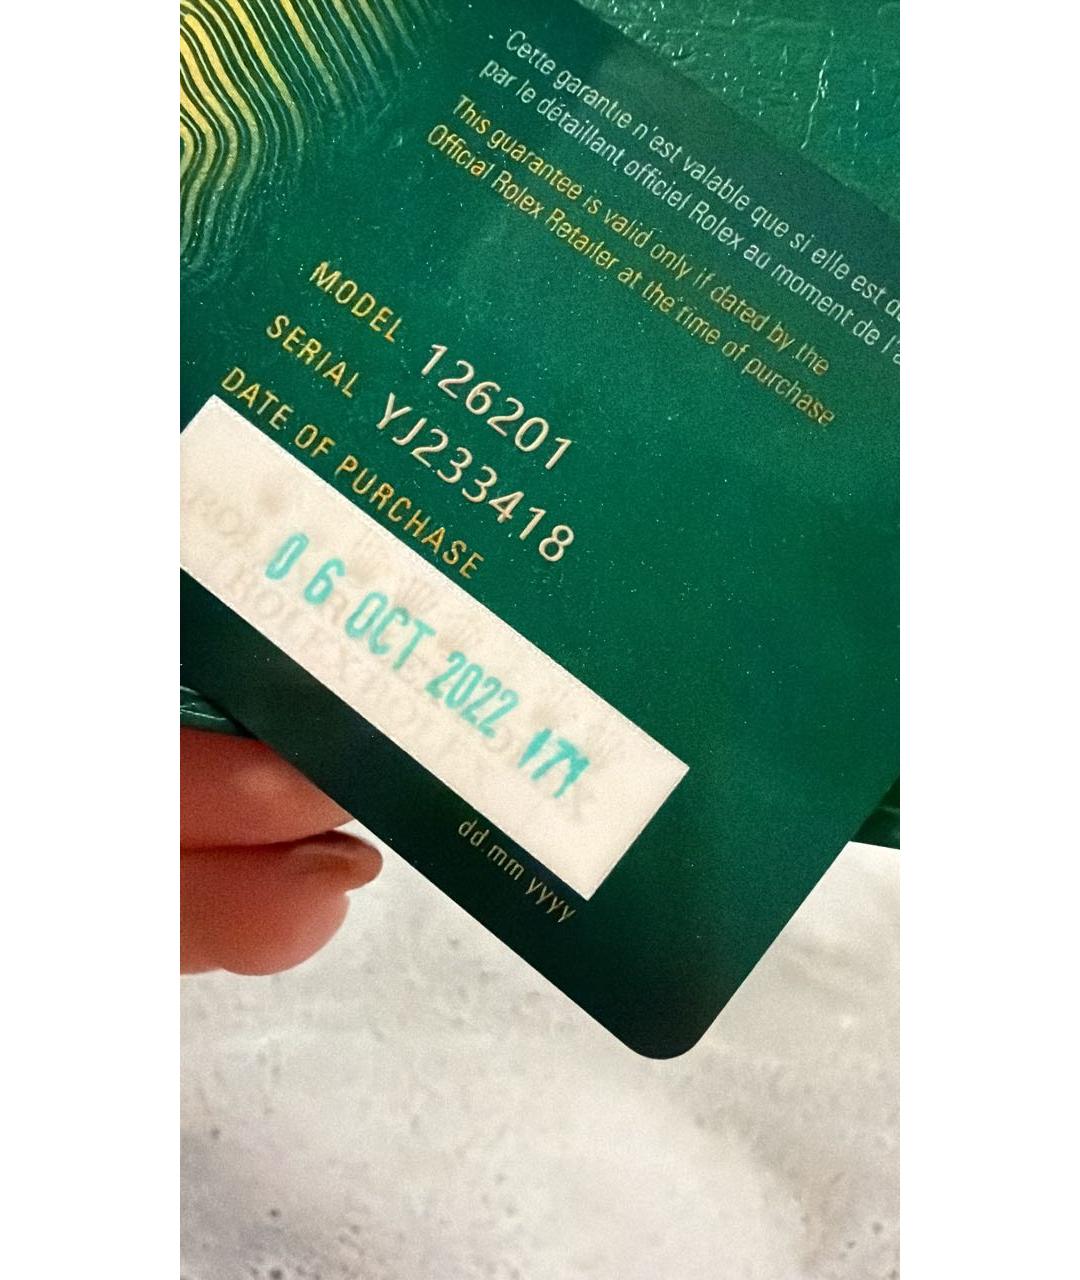 Cette garantie n'est valable que si elle est
par le détaillant officiel Rolex au moment de
This guarantee is valid only if dated by the
Official Rolex Retailer at the time of purchase
MODEL 126201
SERIAL YJ233418
DATE OF PURCHASE
06 OCT 2022
dd.mm yyyy